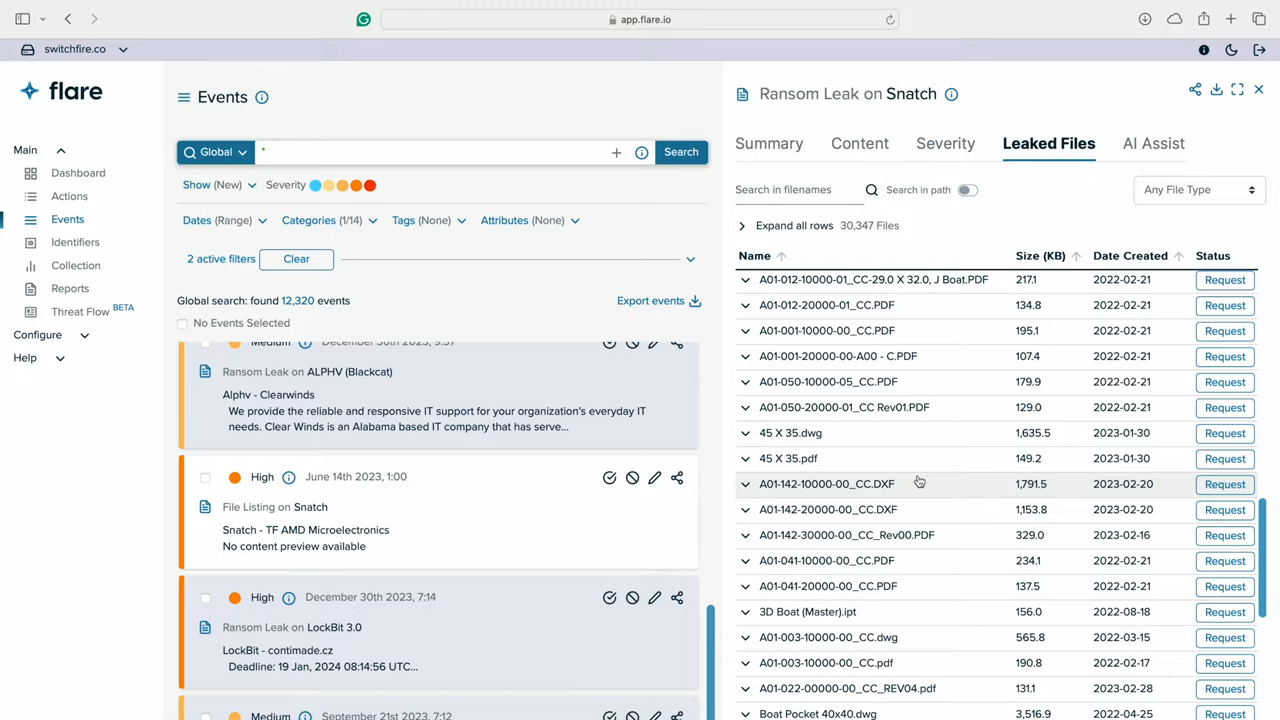 app.flare.io
switchfire.co
flare
Main
Dashboard
Actions
Events
Identifiers
Collection
Reports
Threat Flow BETA
Configure
Help
Events
Global
*
Search
Show (New) Severity
Dates (Range) Categories (1/14) Tags (None) Attributes (None)
2 active filters Clear
Global search: found 12,320 events Export events
No Events Selected
Medium December 30th 2023, 9:37
Ransom Leak on ALPHV (Blackcat)
Alphv - Clearwinds
We provide the reliable and responsive IT support for your organization's everyday IT
needs. Clear Winds is an Alabama based IT company that has serve...
High June 14th 2023, 1:00
File Listing on Snatch
Snatch - TF AMD Microelectronics
No content preview available
High December 30th 2023, 7:14
Ransom Leak on LockBit 3.0
LockBit - contimade.cz
Deadline: 19 Jan, 2024 08:14:56 UTC...
Medium September 21st 2023, 7:12
Ransom Leak on Snatch
Summary Content Severity Leaked Files AI Assist
Search in filenames Search in path Any File Type
Expand all rows 30,347 Files
Name Size (KB) Date Created Status
A01-012-10000-01_CC-29.0 X 32.0, J Boat.PDF 217.1 2022-02-21 Request
A01-012-20000-01_CC.PDF 134.8 2022-02-21 Request
A01-001-10000-00_CC.PDF 195.1 2022-02-21 Request
A01-001-20000-00-A00 - C.PDF 107.4 2022-02-21 Request
A01-050-10000-05_CC.PDF 179.9 2022-02-21 Request
A01-050-20000-01_CC Rev01.PDF 129.0 2022-02-21 Request
45 X 35.dwg 1,635.5 2023-01-30 Request
45 X 35.pdf 149.2 2023-01-30 Request
A01-142-10000-00_CC.DXF 1,791.5 2023-02-20 Request
A01-142-20000-00_CC.DXF 1,153.8 2023-02-20 Request
A01-142-30000-00_CC_Rev00.PDF 329.0 2023-02-16 Request
A01-041-10000-00_CC.PDF 234.1 2022-02-21 Request
A01-041-20000-00_CC.PDF 137.5 2022-02-21 Request
3D Boat (Master).ipt 156.0 2022-08-18 Request
A01-003-10000-00_CC.dwg 565.8 2022-03-15 Request
A01-003-10000-00_CC.pdf 190.8 2022-02-17 Request
A01-022-00000-00_CC_REV04.pdf 131.1 2023-02-28 Request
Boat Pocket 40x40.dwg 3,516.9 2022-02-21 Request